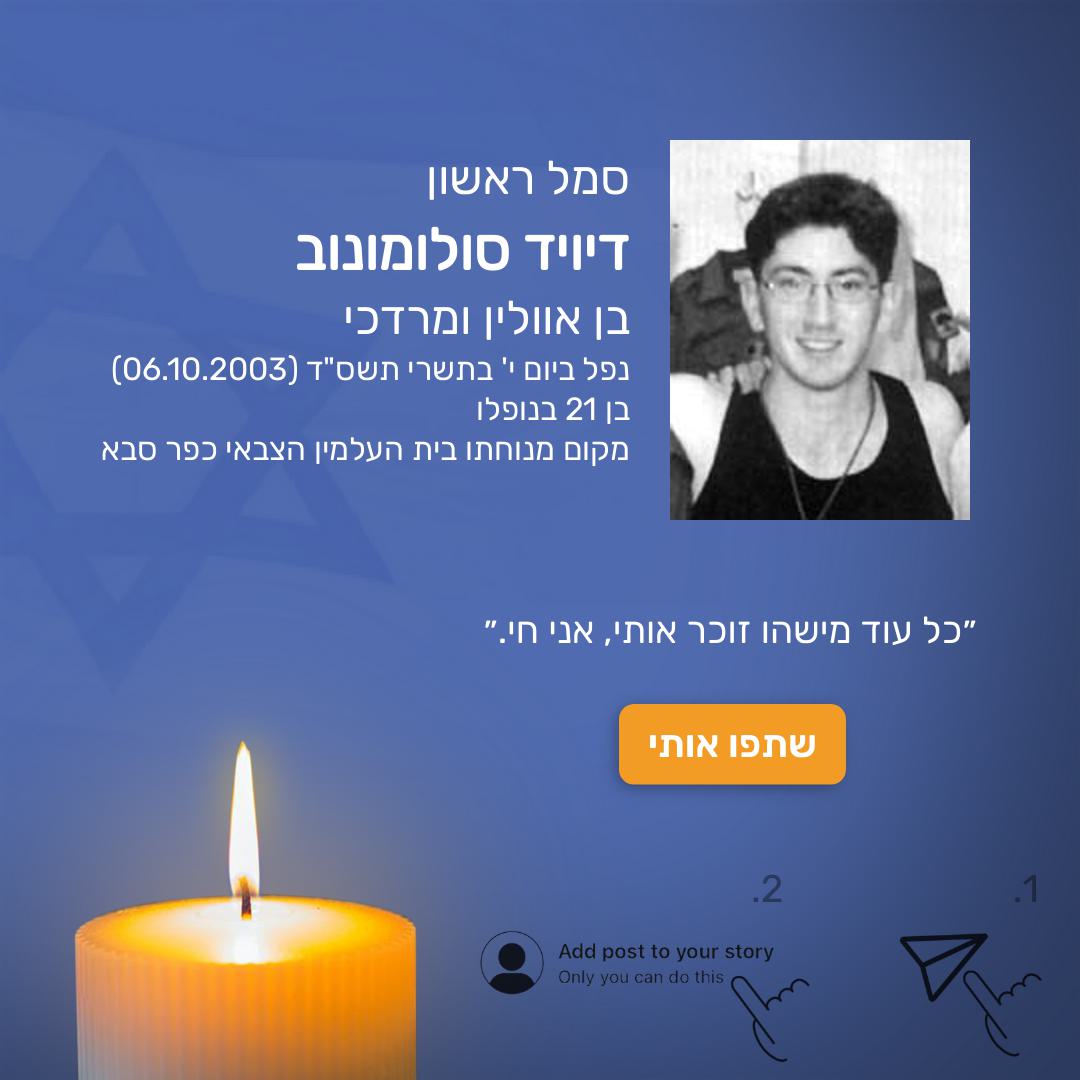 סמל ראשון
דיויד סולומונוב
בן אוולין ומרדכי
נפל ביום י' בתשרי תשס"ד (06.10.2003)
בן 21 בנופלו
מקום מנוחתו בית העלמין הצבאי כפר סבא
״כל עוד מישהו זוכר אותי, אני חי.״
שתפו אותי
.1
.2
Add post to your story
Only you can do this